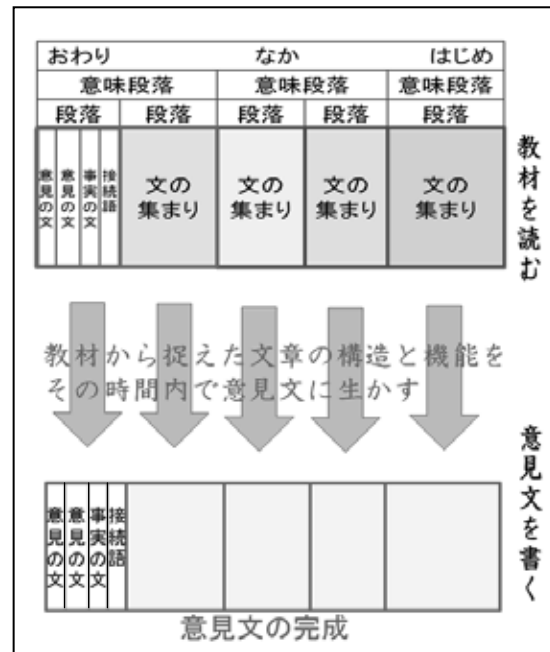 おわり なか はじめ
意味段落 意味段落 意味段落
段落 段落 段落 段落 段落
意見の文 意見の文 事実の文 接続語 文の集まり 文の集まり 文の集まり 文の集まり
教材を読む
教材から捉えた文章の構造と機能を
その時間内で意見文に生かす
意見の文 意見の文 事実の文 接続語
意見文を書く
意見文の完成